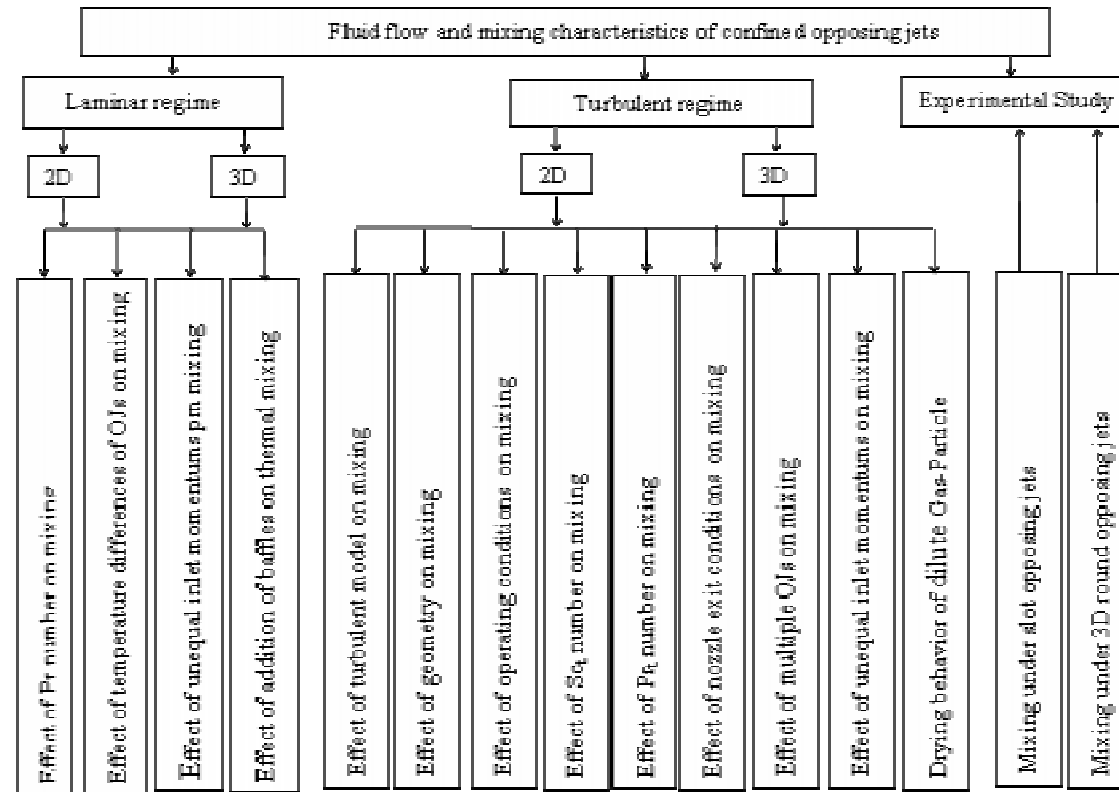 Fluid flow and mixing characteristics of confined opposing jets
Laminar regime
Turbulent regime
Experimental Study
2D
3D
2D
3D
Effect of Pr number on mixing
Effect of temperature differences of OJs on mixing
Effect of unequal inlet momentums pm mixing
Effect of addition of baffles on thermal mixing
Effect of turbulent model on mixing
Effect of geometry on mixing
Effect of operating conditions on mixing
Effect of Sct number on mixing
Effect of Prt number on mixing
Effect of nozzle exit conditions on mixing
Effect of multiple OJs on mixing
Effect of unequal inlet momentums on mixing
Drying behavior of dilute Gas-Particle
Mixing under slot opposing jets
Mixing under 3D round opposing jets